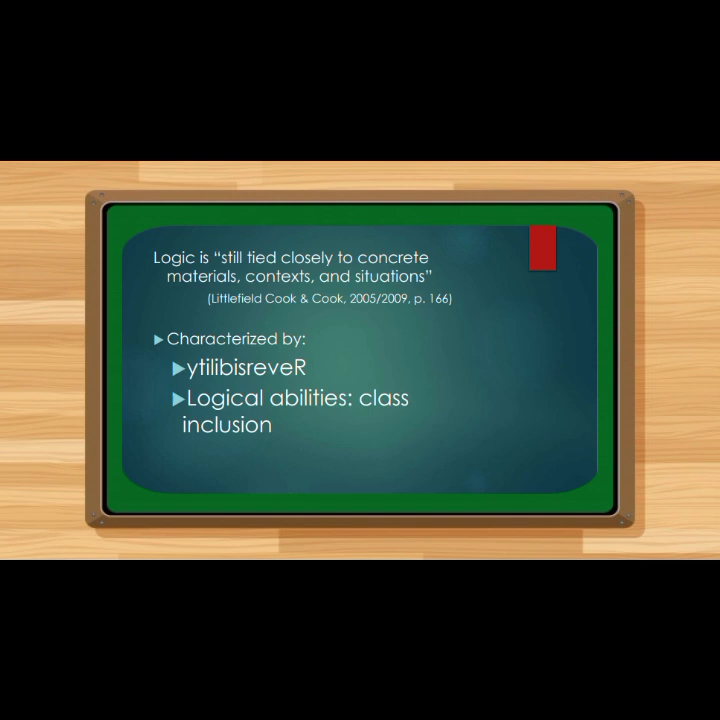 Logic is “still tied closely to concrete
materials, contexts, and situations”
(Littlefield Cook & Cook, 2005/2009, p. 166)
Characterized by:
ytilibisreveR
Logical abilities: class
inclusion